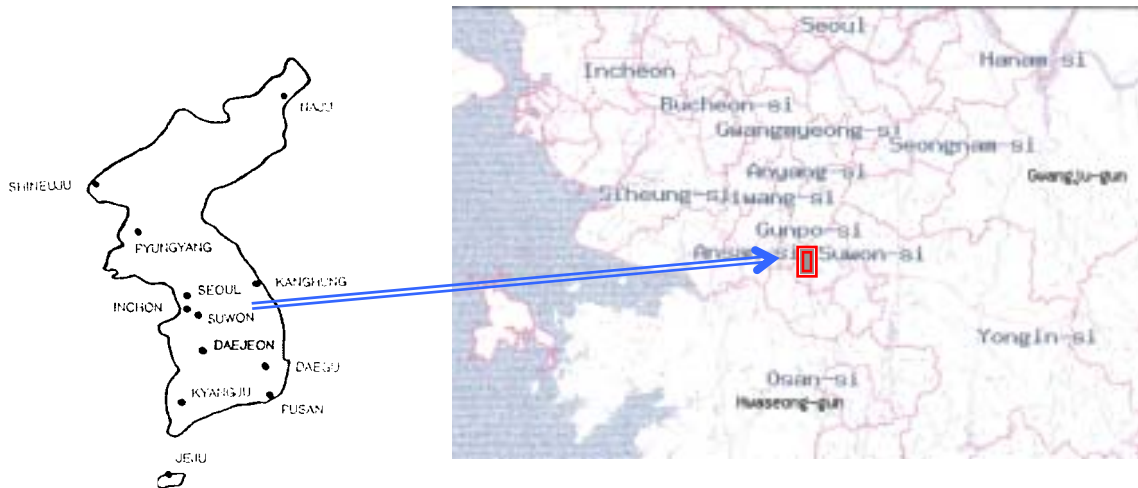 NAJU
SHINEUJU
PYUNGYANG
KANGHUNG
SEOUL
INCHON
SUWON
DAEJEON
DAEGU
KYANGJU
PUSAN
JEJU
Seoul
Hanam si
Incheon
Bucheon-si
Gwangmyeong-si
Seongnam-si
Anyang-si
Gwangju-gun
Siheung-si
iwang-si
Gunpo-si
Suwon-si
Yongin-si
Osan-si
Hwaseong-gun